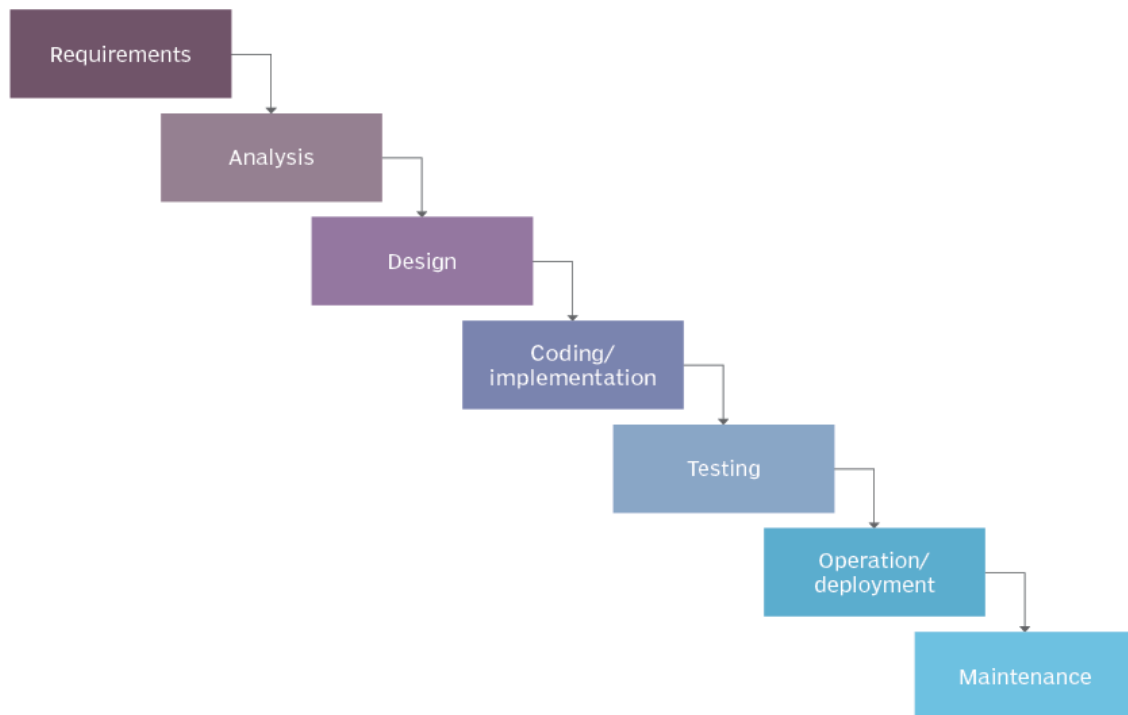 Requirements
Analysis
Design
Coding/
implementation
Testing
Operation/
deployment
Maintenance